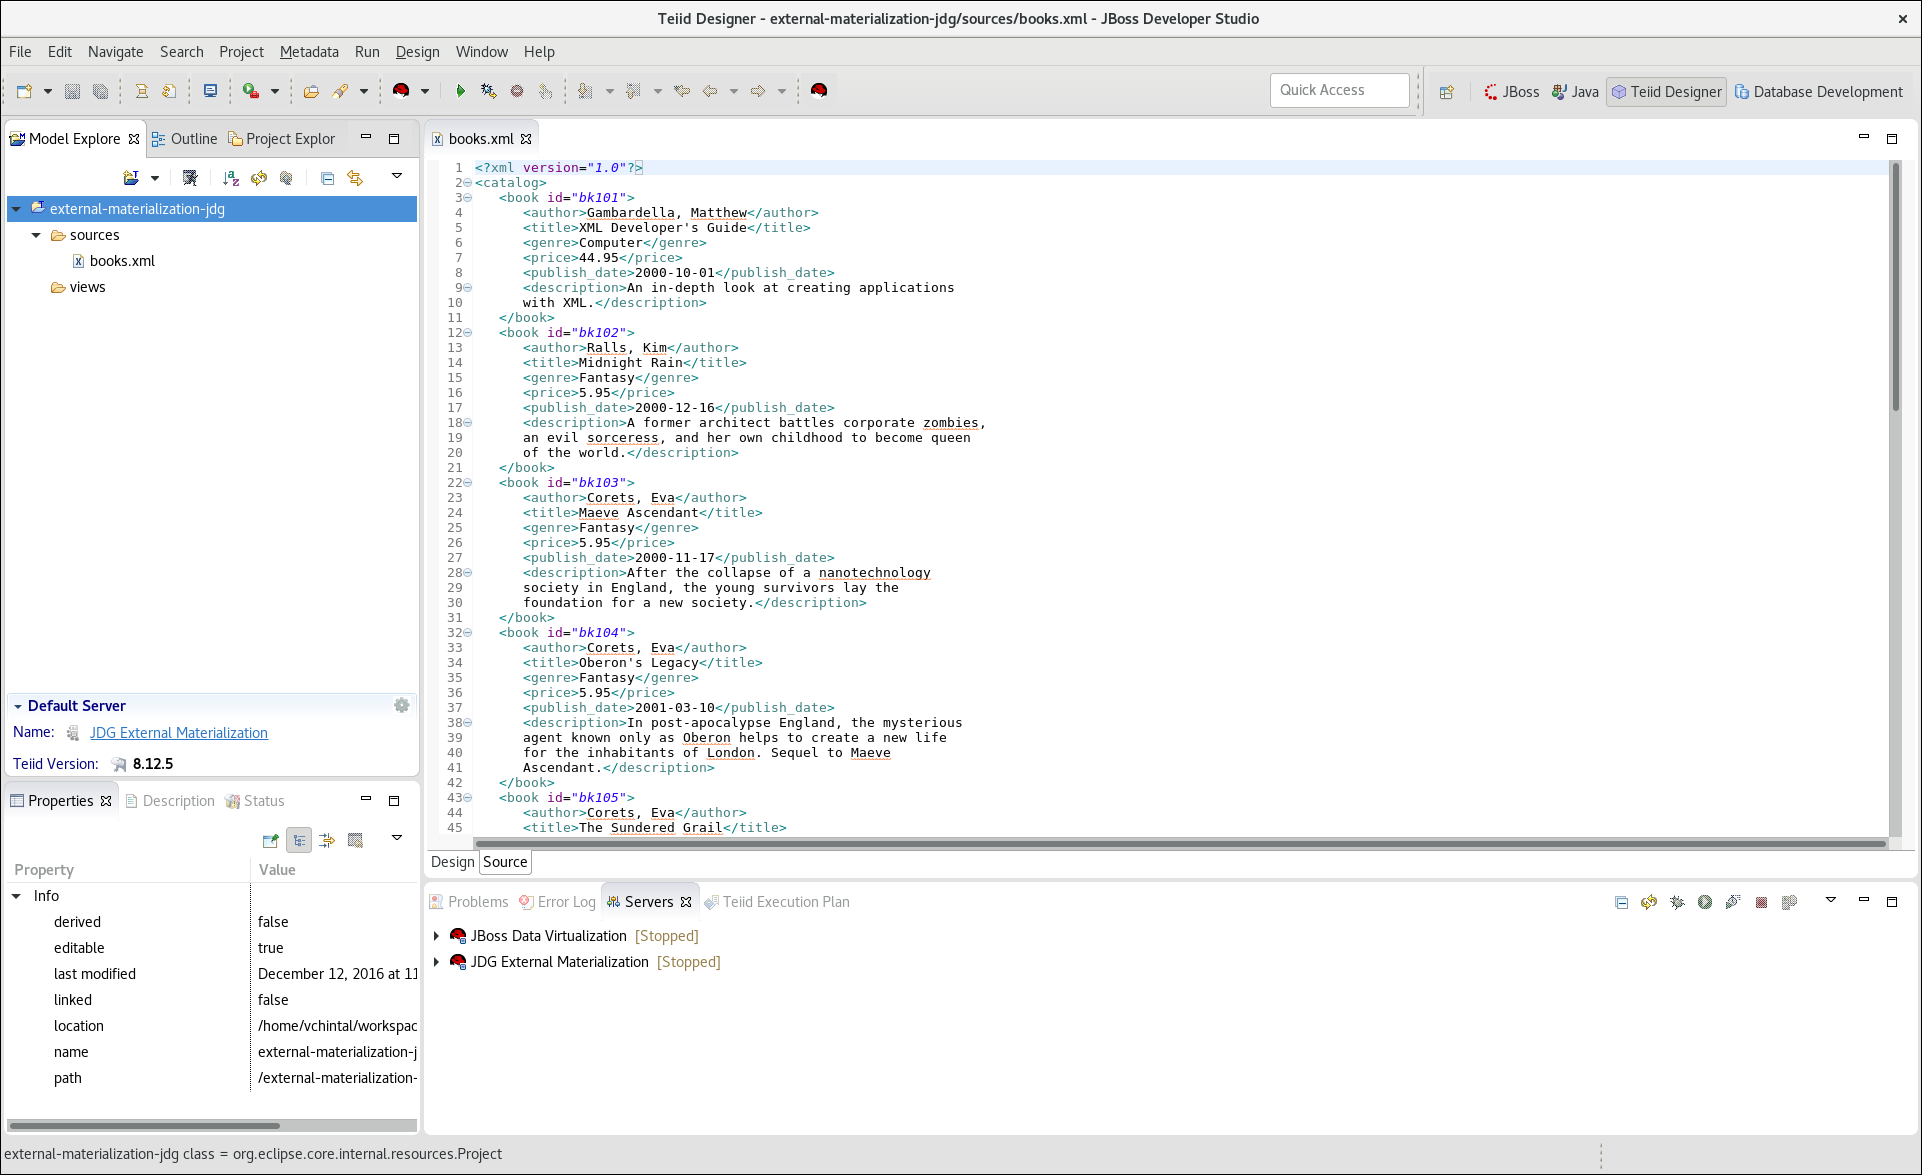 Teiid Designer - external-materialization-jdg/sources/books.xml - JBoss Developer Studio
File Edit Navigate Search Project Metadata Run Design Window Help
Quick Access
JBoss Java Teiid Designer Database Development
Model Explore Outline Project Explor
external-materialization-jdg
sources
books.xml
views
Default Server
Name: JDG External Materialization
Teiid Version: 8.12.5
Properties Description Status
Property Value
Info
derived false
editable true
last modified December 12, 2016 at 11
linked false
location /home/vchintal/workspac
name external-materialization-j
path /external-materialization-
books.xml
1 <?xml version="1.0"?>
2 <catalog>
3 <book id="bk101">
4 <author>Gambardella, Matthew</author>
5 <title>XML Developer's Guide</title>
6 <genre>Computer</genre>
7 <price>44.95</price>
8 <publish_date>2000-10-01</publish_date>
9 <description>An in-depth look at creating applications
10 with XML.</description>
11 </book>
12 <book id="bk102">
13 <author>Ralls, Kim</author>
14 <title>Midnight Rain</title>
15 <genre>Fantasy</genre>
16 <price>5.95</price>
17 <publish_date>2000-12-16</publish_date>
18 <description>A former architect battles corporate zombies,
19 an evil sorceress, and her own childhood to become queen
20 of the world.</description>
21 </book>
22 <book id="bk103">
23 <author>Corets, Eva</author>
24 <title>Maeve Ascendant</title>
25 <genre>Fantasy</genre>
26 <price>5.95</price>
27 <publish_date>2000-11-17</publish_date>
28 <description>After the collapse of a nanotechnology
29 society in England, the young survivors lay the
30 foundation for a new society.</description>
31 </book>
32 <book id="bk104">
33 <author>Corets, Eva</author>
34 <title>Oberon's Legacy</title>
35 <genre>Fantasy</genre>
36 <price>5.95</price>
37 <publish_date>2001-03-10</publish_date>
38 <description>In post-apocalypse England, the mysterious
39 agent known only as Oberon helps to create a new life
40 for the inhabitants of London. Sequel to Maeve
41 Ascendant.</description>
42 </book>
43 <book id="bk105">
44 <author>Corets, Eva</author>
45 <title>The Sundered Grail</title>
Design Source
Problems Error Log Servers Teiid Execution Plan
JBoss Data Virtualization [Stopped]
JDG External Materialization [Stopped]
external-materialization-jdg class = org.eclipse.core.internal.resources.Project